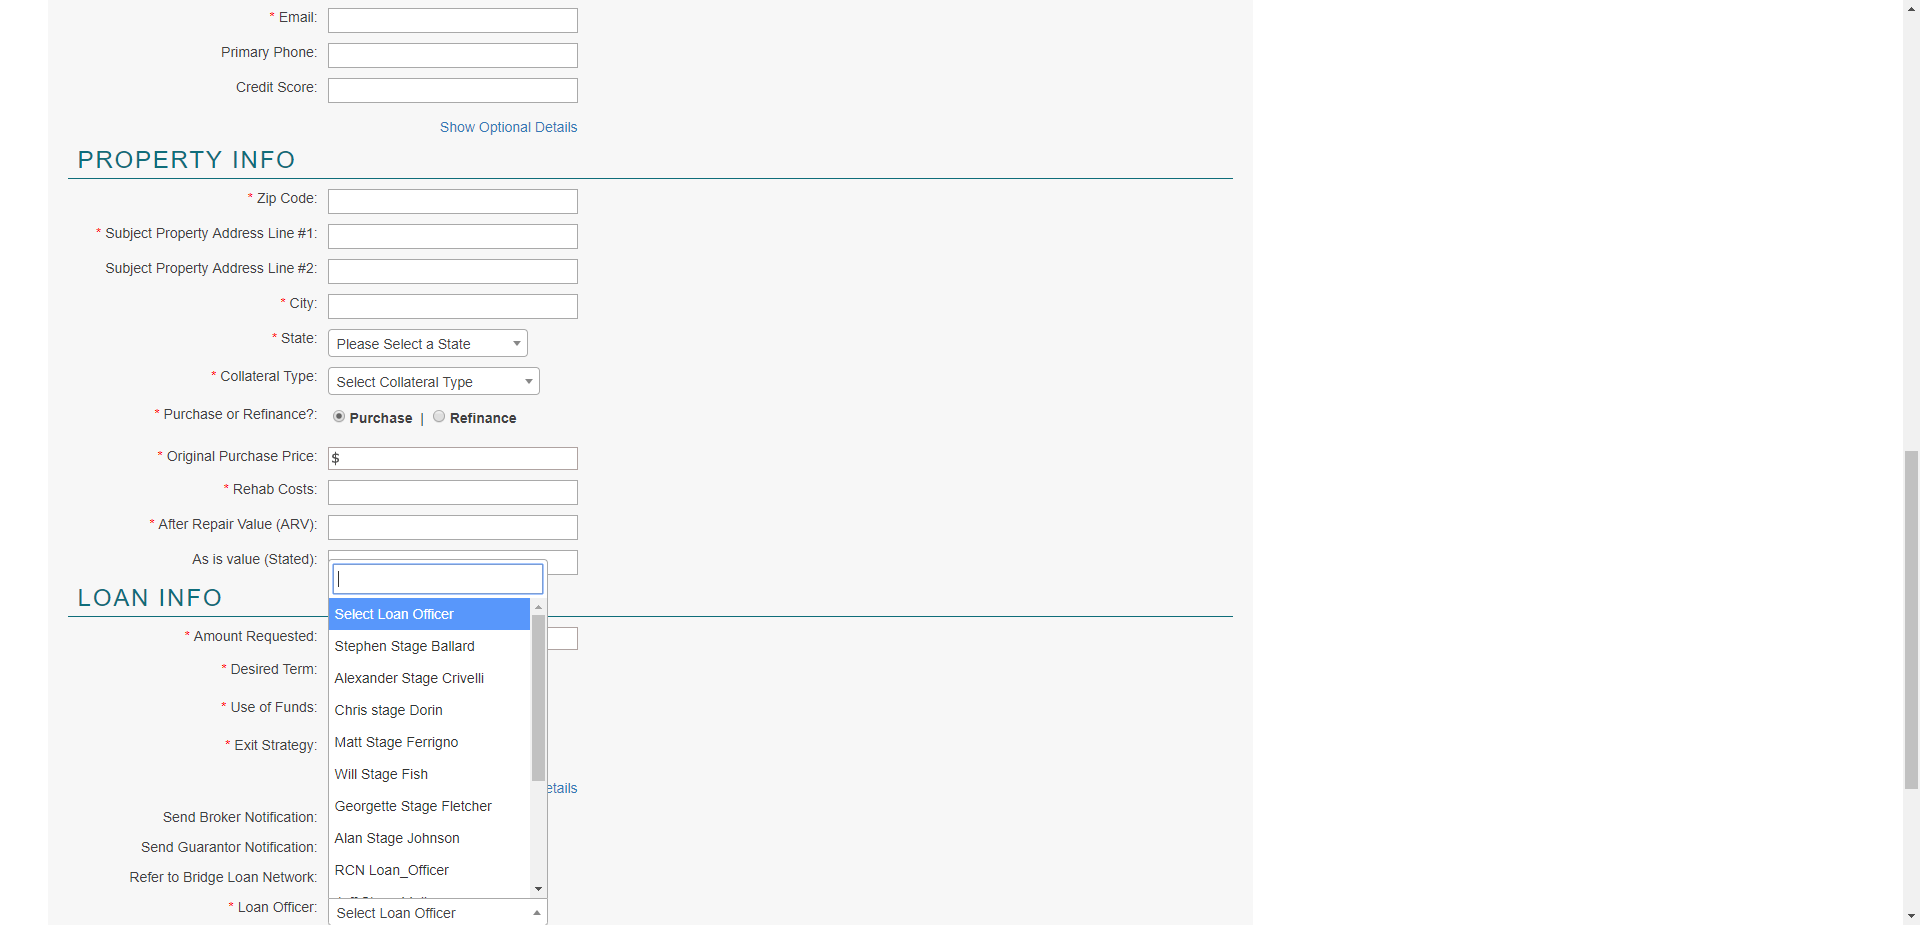 * Email:
Primary Phone:
Credit Score:
Show Optional Details
PROPERTY INFO
* Zip Code:
* Subject Property Address Line #1:
Subject Property Address Line #2:
* City:
* State: Please Select a State
* Collateral Type: Select Collateral Type
* Purchase or Refinance?: Purchase | Refinance
* Original Purchase Price: $
* Rehab Costs:
* After Repair Value (ARV):
As is value (Stated):
LOAN INFO
Select Loan Officer
* Amount Requested:
Stephen Stage Ballard
* Desired Term:
Alexander Stage Crivelli
* Use of Funds:
Chris stage Dorin
* Exit Strategy:
Matt Stage Ferrigno
Will Stage Fish
etails
Georgette Stage Fletcher
Send Broker Notification:
Alan Stage Johnson
Send Guarantor Notification:
RCN Loan_Officer
Refer to Bridge Loan Network:
* Loan Officer: Select Loan Officer